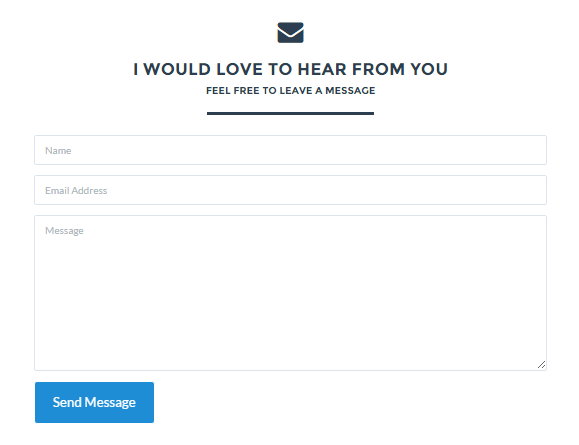 I WOULD LOVE TO HEAR FROM YOU
FEEL FREE TO LEAVE A MESSAGE
Name
Email Address
Message
Send Message